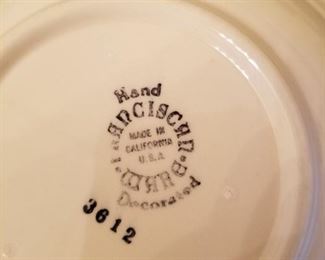 Hand
FRANCISCAN WARE
MADE IN
CALIFORNIA
U.S.A
Decorated
3612